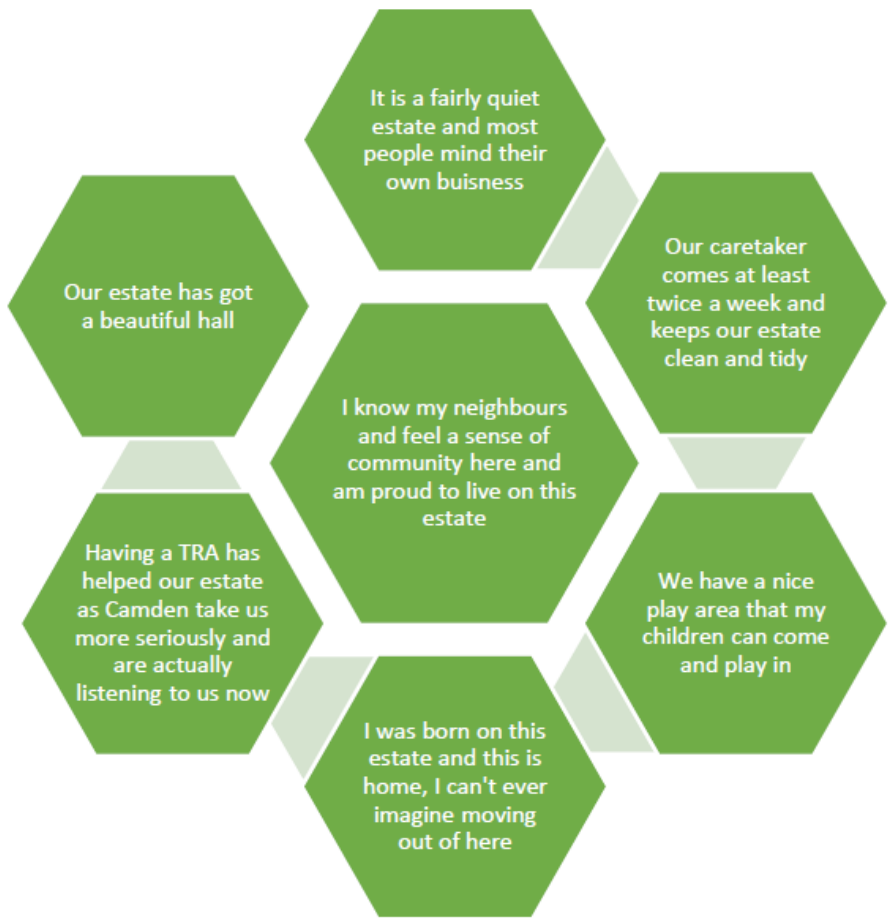 It is a fairly quiet
estate and most
people mind their
own buisness
Our caretaker
comes at least
twice a week and
keeps our estate
clean and tidy
Our estate has got
a beautiful hall
I know my neighbours
and feel a sense of
community here and
am proud to live on this
estate
Having a TRA has
helped our estate
as Camden take us
more seriously and
are actually
listening to us now
We have a nice
play area that my
children can come
and play in
I was born on this
estate and this is
home, I can't ever
imagine moving
out of here